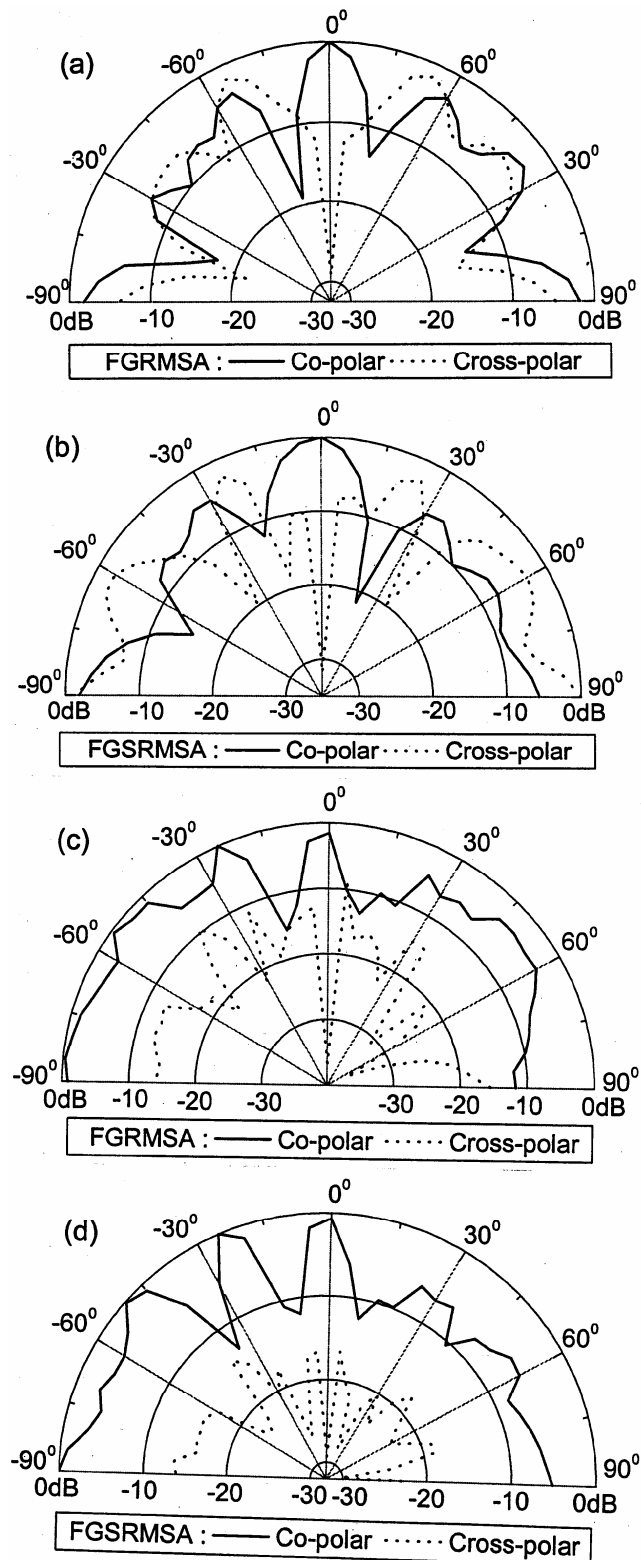 0⁰
(a)
-60⁰ 60⁰
-30⁰ 30⁰
-90⁰ 90⁰
0dB -10 -20 -30 -30 -20 -10 0dB
FGRMSA : Co-polar Cross-polar
0⁰
(b)
-30⁰ 30⁰
-60⁰ 60⁰
-90⁰ 90⁰
0dB -10 -20 -30 -30 -20 -10 0dB
FGSRMSA : Co-polar Cross-polar
0⁰
(c)
-30⁰ 30⁰
-60⁰ 60⁰
-90⁰ 90⁰
0dB -10 -20 -30 -30 -20 -10 0dB
FGRMSA : Co-polar Cross-polar
0⁰
(d)
-30⁰ 30⁰
-60⁰ 60⁰
-90⁰ 90⁰
0dB -10 -20 -30 -30 -20 -10 0dB
FGSRMSA : Co-polar Cross-polar